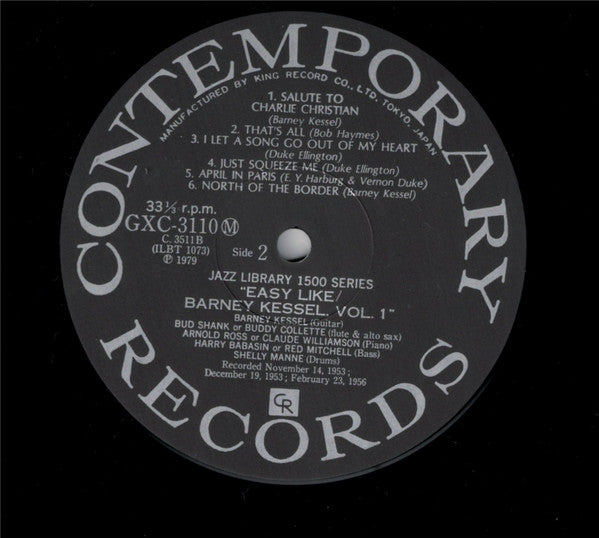 CONTEMPORARY
MANUFACTURED BY KING RECORD CO., LTD. TOKYO. JAPAN
1. SALUTE TO
CHARLIE CHRISTIAN
(Barney Kessel)
2. THAT'S ALL (Bob Haymes)
3. I LET A SONG GO OUT OF MY HEART
(Duke Ellington)
4. JUST SQUEEZE ME (Duke Ellington)
5. APRIL IN PARIS (E. Y. Harburg & Vernon Duke)
6. NORTH OF THE BORDER (Barney Kessel)
33⅓ r.p.m.
GXC-3110 Ⓜ
C. 3511B
(ILBT 1073)
℗ 1979
Side 2
JAZZ LIBRARY 1500 SERIES
"EASY LIKE/
BARNEY KESSEL. VOL. 1"
BARNEY KESSEL (Guitar)
BUD SHANK or BUDDY COLLETTE (flute & alto sax)
ARNOLD ROSS or CLAUDE WILLIAMSON (Piano)
HARRY BABASIN or RED MITCHELL (Bass)
SHELLY MANNE (Drums)
Recorded November 14, 1953;
December 19, 1953; February 23, 1956
CR
RECORDS